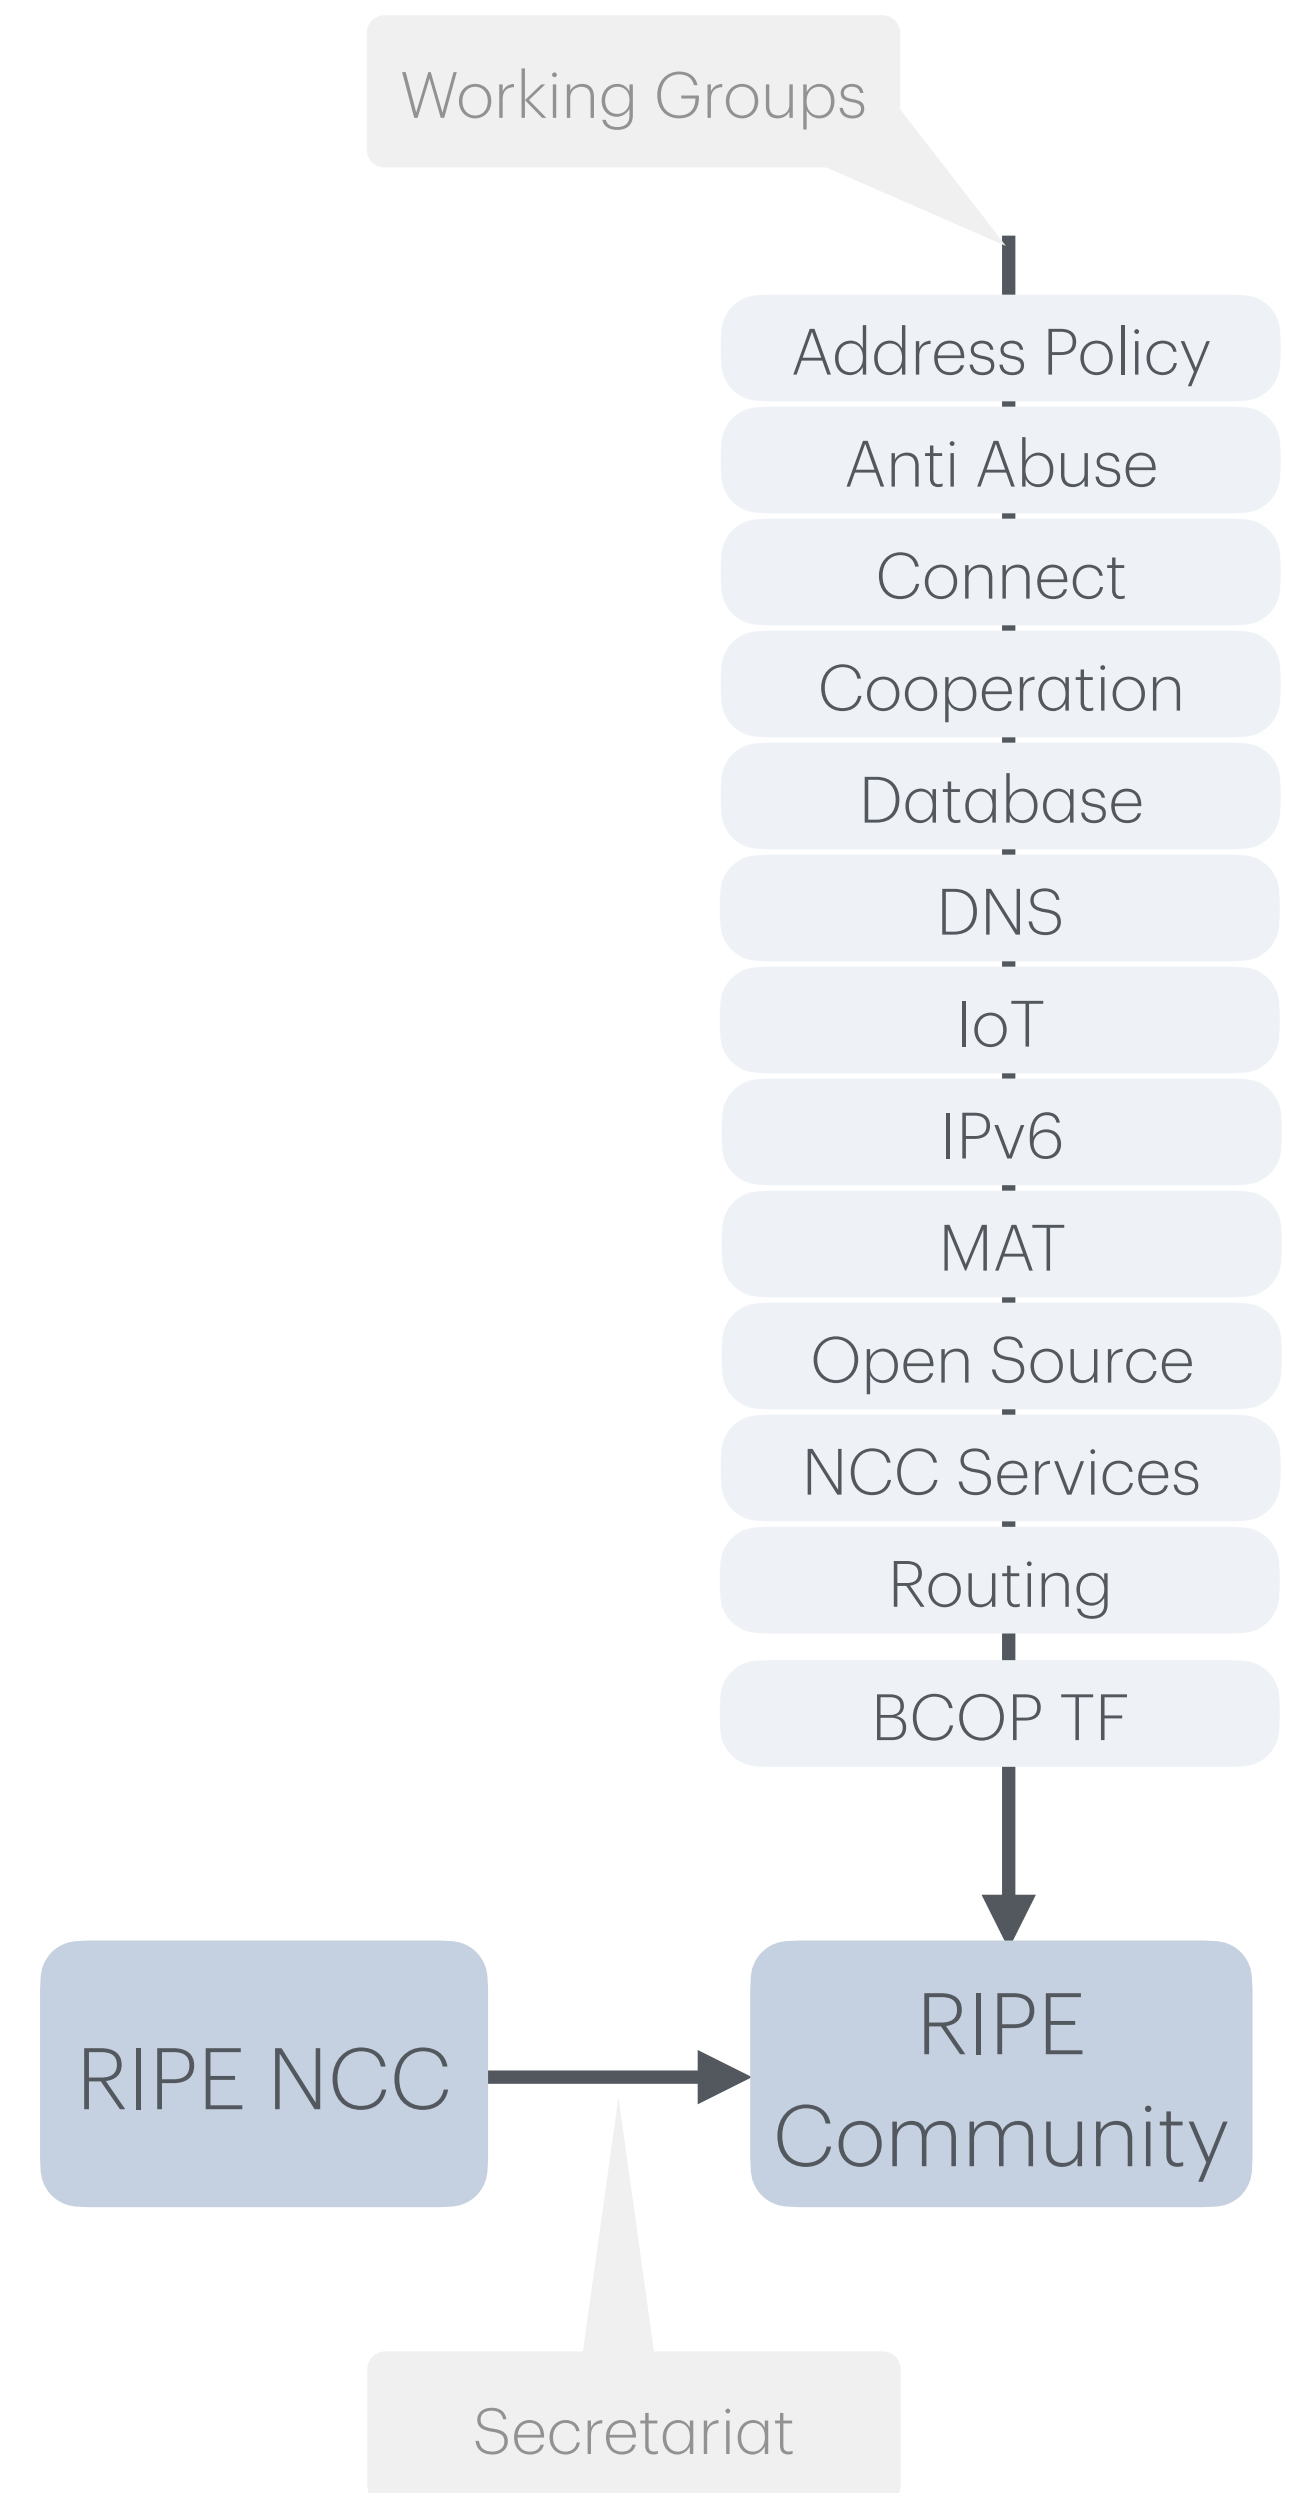 Working Groups
Address Policy
Anti Abuse
Connect
Cooperation
Database
DNS
IoT
IPv6
MAT
Open Source
NCC Services
Routing
BCOP TF
RIPE NCC
RIPE
Community
Secretariat